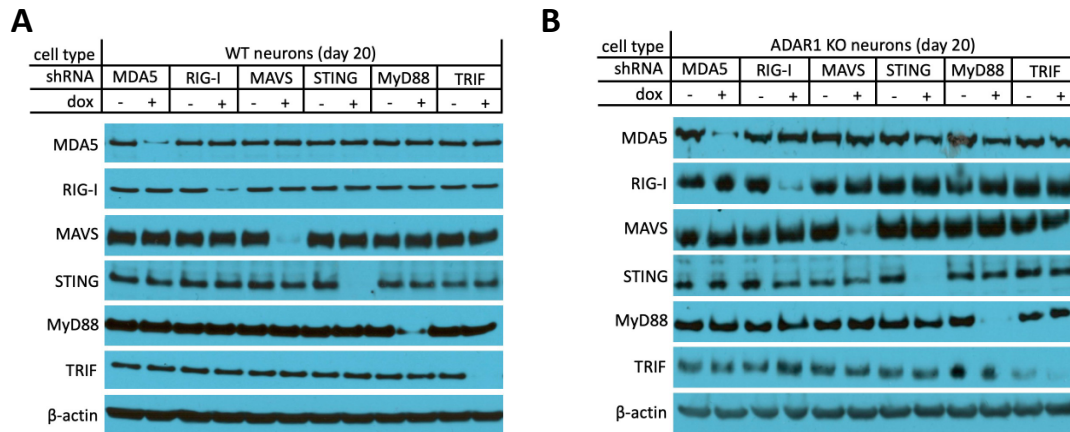 A
cell type WT neurons (day 20)
shRNA MDA5 RIG-I MAVS STING MyD88 TRIF
dox - + - + - + - + - + - +
MDA5
RIG-I
MAVS
STING
MyD88
TRIF
β-actin
B
cell type ADAR1 KO neurons (day 20)
shRNA MDA5 RIG-I MAVS STING MyD88 TRIF
dox - + - + - + - + - + - +
MDA5
RIG-I
MAVS
STING
MyD88
TRIF
β-actin